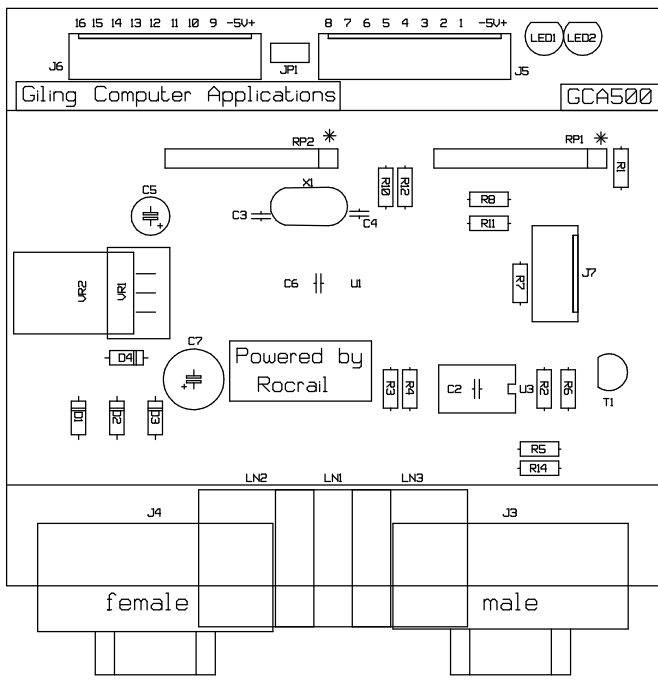 16 15 14 13 12 11 10 9 -5V+
8 7 6 5 4 3 2 1 -5V+
LED1 LED2
J6
JP1
J5
Giling Computer Applications
GCA500
RP2
RP1
R1
X1
R10
R12
C5
R8
C3
C4
R11
J7
VR2
VR1
C6
U1
R7
C7
D4
Powered by
Rocrail
R3
R4
C2
U3
R2
R6
T1
D1
D2
D3
R5
R14
LN2
LN1
LN3
J4
J3
female
male